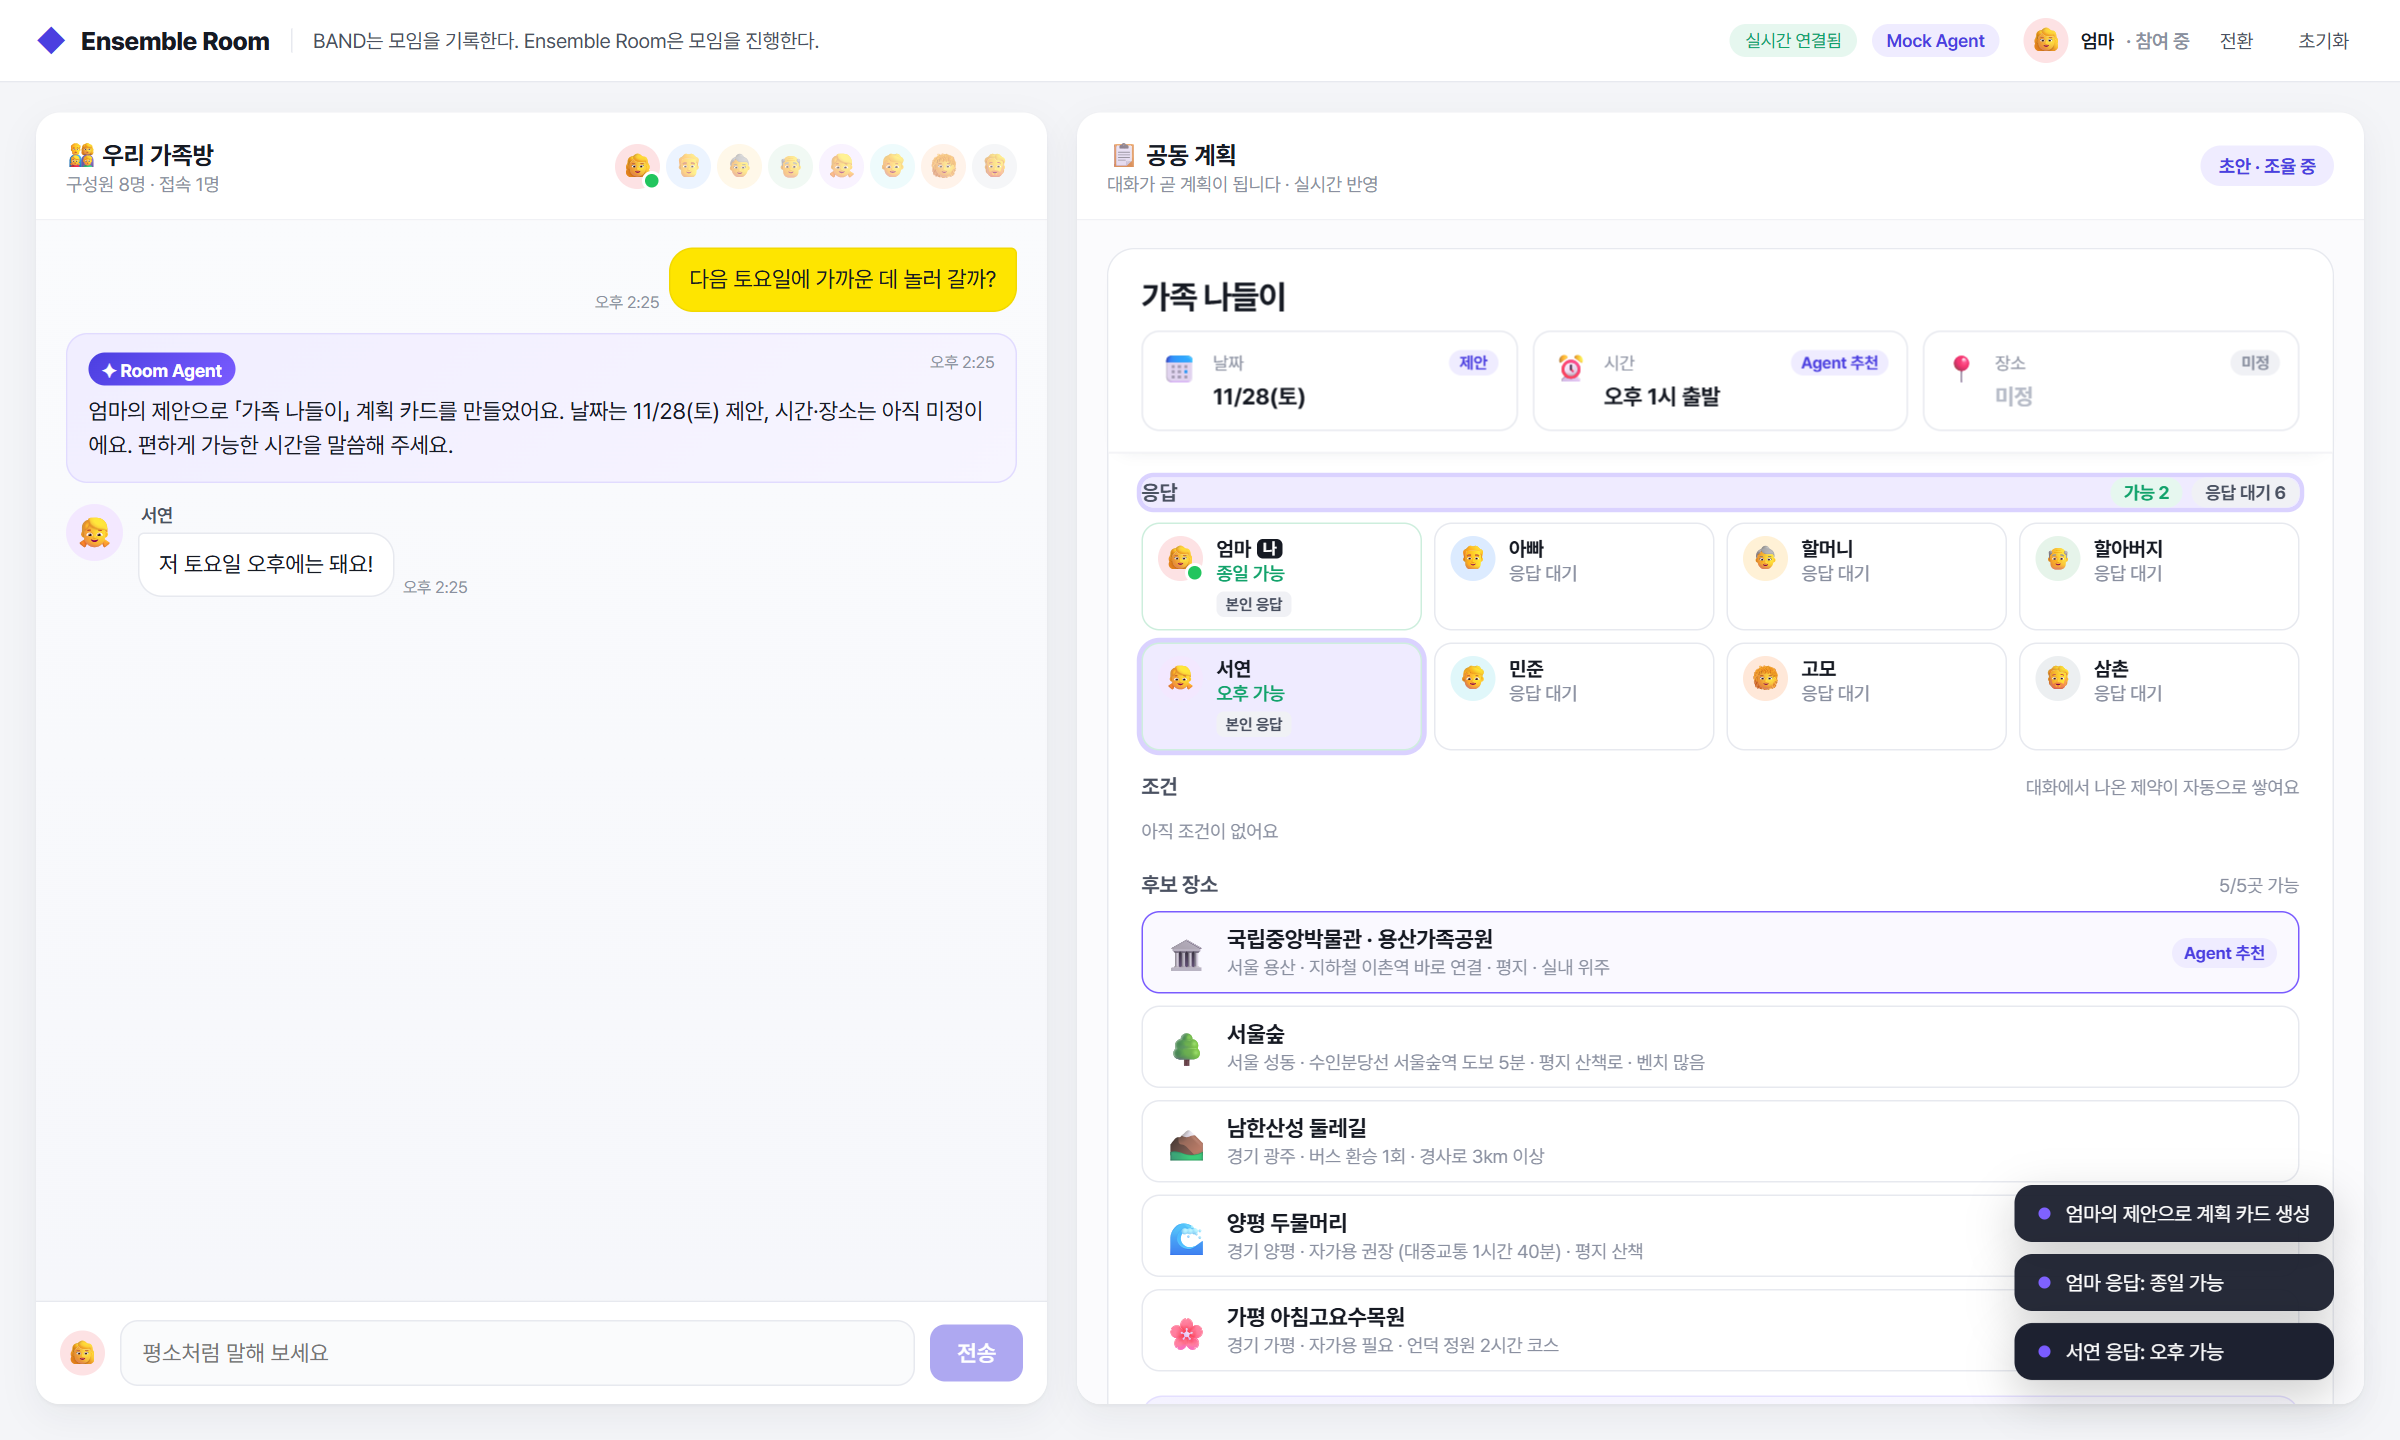 Ensemble Room
BAND는 모임을 기록한다. Ensemble Room은 모임을 진행한다.
실시간 연결됨
Mock Agent
엄마 · 참여 중
전환
초기화
우리 가족방
구성원 8명 · 접속 1명
다음 토요일에 가까운 데 놀러 갈까?
오후 2:25
Room Agent
오후 2:25
엄마의 제안으로 「가족 나들이」 계획 카드를 만들었어요. 날짜는 11/28(토) 제안, 시간·장소는 아직 미정이
에요. 편하게 가능한 시간을 말씀해 주세요.
서연
저 토요일 오후에는 돼요!
오후 2:25
평소처럼 말해 보세요
전송
공동 계획
대화가 곧 계획이 됩니다 · 실시간 반영
초안 · 조율 중
가족 나들이
날짜
제안
11/28(토)
시간
Agent 추천
오후 1시 출발
장소
미정
미정
응답
가능 2
응답 대기 6
엄마 나
종일 가능
본인 응답
아빠
응답 대기
할머니
응답 대기
할아버지
응답 대기
서연
오후 가능
본인 응답
민준
응답 대기
고모
응답 대기
삼촌
응답 대기
조건
대화에서 나온 제약이 자동으로 쌓여요
아직 조건이 없어요
후보 장소
5/5곳 가능
국립중앙박물관 · 용산가족공원
서울 용산 · 지하철 이촌역 바로 연결 · 평지 · 실내 위주
Agent 추천
서울숲
서울 성동 · 수인분당선 서울숲역 도보 5분 · 평지 산책로 · 벤치 많음
남한산성 둘레길
경기 광주 · 버스 환승 1회 · 경사로 3km 이상
양평 두물머리
경기 양평 · 자가용 권장 (대중교통 1시간 40분) · 평지 산책
가평 아침고요수목원
경기 가평 · 자가용 필요 · 언덕 정원 2시간 코스
엄마의 제안으로 계획 카드 생성
엄마 응답: 종일 가능
서연 응답: 오후 가능